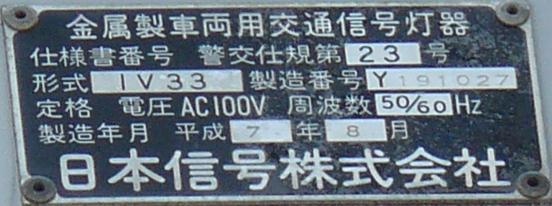 金属製車両用交通信号灯器
仕様書番号 警交仕規第 23 号
形式 1V33 製造番号 Y191027
定格 電圧AC100V 周波数 50/60 Hz
製造年月 平成 7 年 8 月
日本信号株式会社